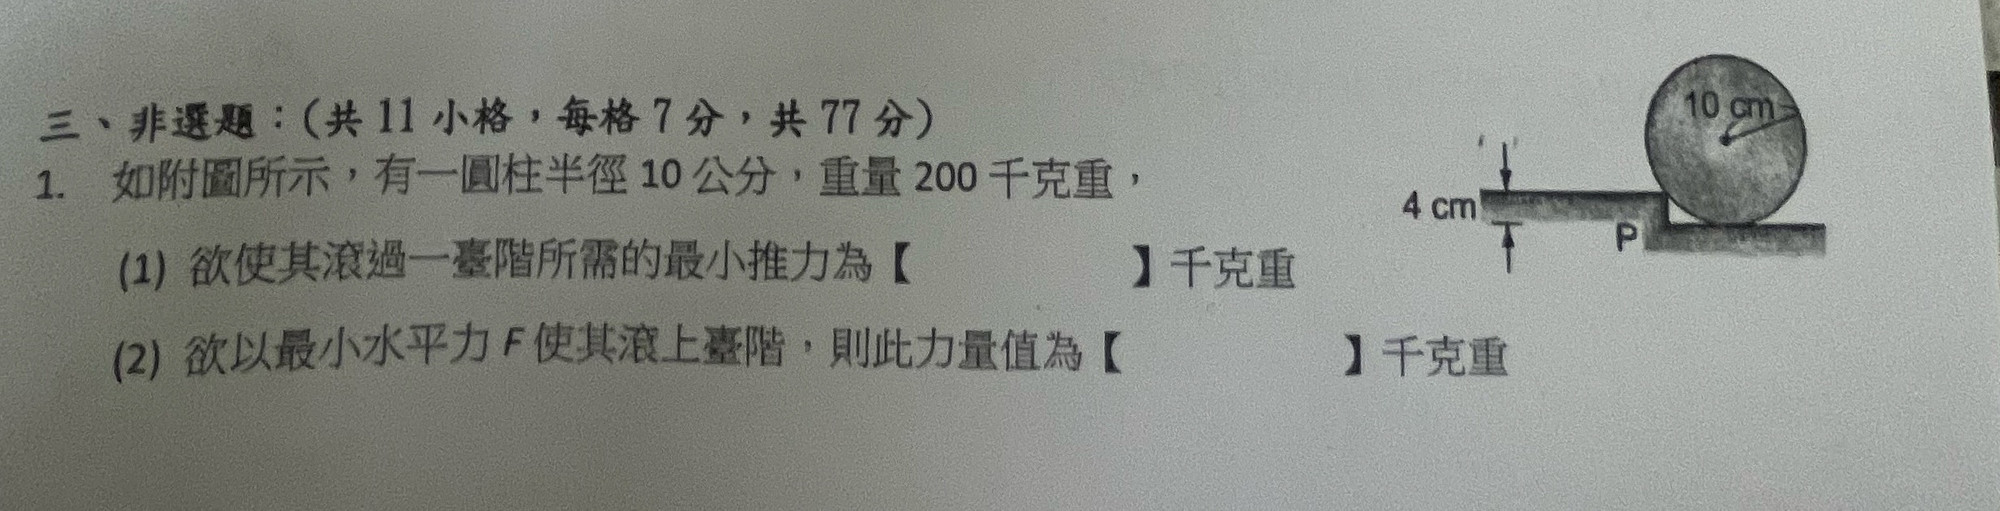 三、非選題：(共 11 小格，每格 7 分，共 77 分)
1. 如附圖所示，有一圓柱半徑 10 公分，重量 200 千克重，
(1) 欲使其滾過一臺階所需的最小推力為【 】千克重
(2) 欲以最小水平力 F 使其滾上臺階，則此力量值為【 】千克重
10 cm
4 cm
P